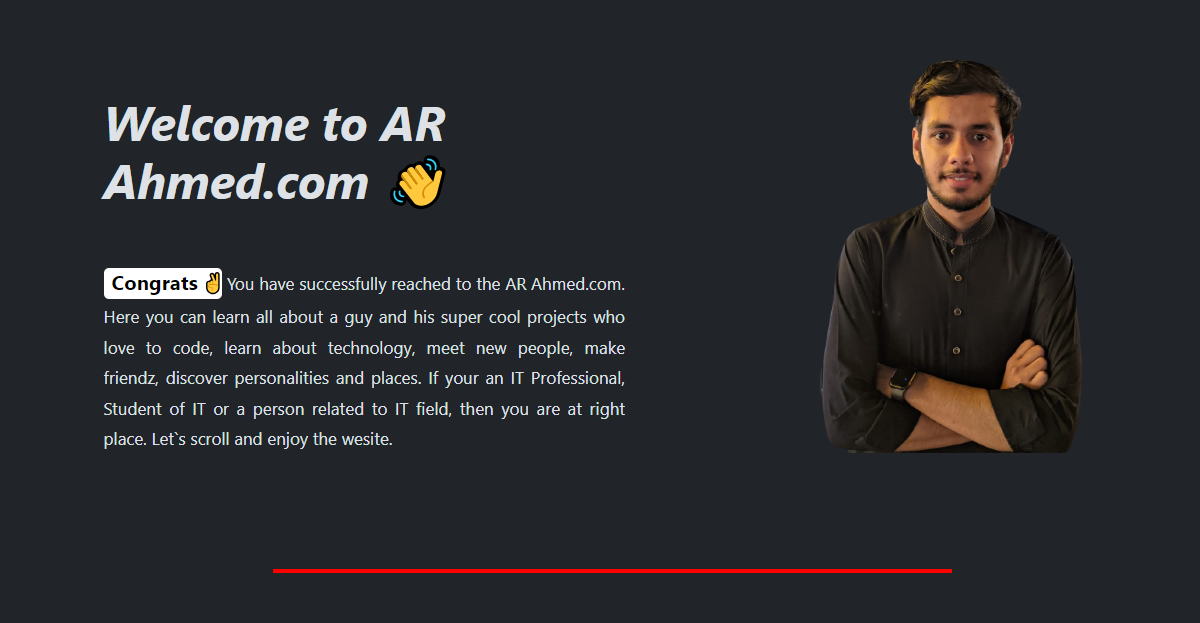 Welcome to AR
Ahmed.com 👋
Congrats ✌ You have successfully reached to the AR Ahmed.com.
Here you can learn all about a guy and his super cool projects who
love to code, learn about technology, meet new people, make
friendz, discover personalities and places. If your an IT Professional,
Student of IT or a person related to IT field, then you are at right
place. Let`s scroll and enjoy the wesite.